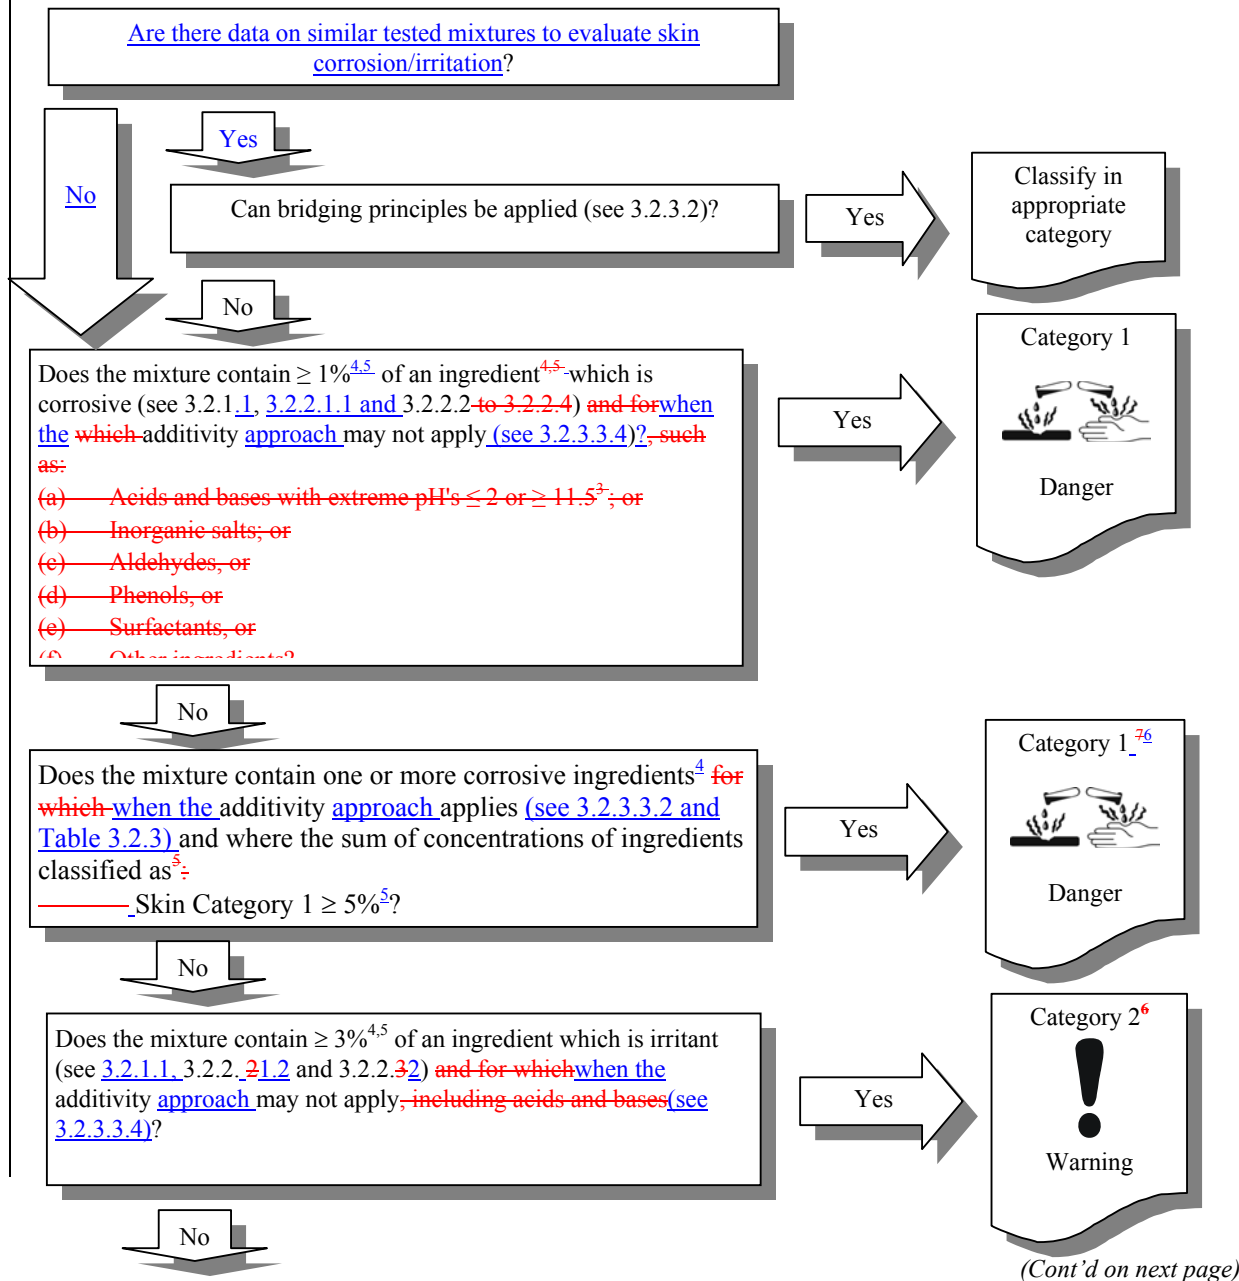 Are there data on similar tested mixtures to evaluate skin
corrosion/irritation?
Yes
No
Can bridging principles be applied (see 3.2.3.2)?
Yes
Classify in
appropriate
category
No
Does the mixture contain ≥ 1%4,5 of an ingredient4,5 which is
corrosive (see 3.2.1.1, 3.2.2.1.1 and 3.2.2.2 to 3.2.2.4) and forwhen
the which additivity approach may not apply (see 3.2.3.3.4)?, such
as:
(a) Acids and bases with extreme pH's ≤ 2 or ≥ 11.53 ; or
(b) Inorganic salts; or
(c) Aldehydes, or
(d) Phenols, or
(e) Surfactants, or
(f) Other ingredients?
Yes
Category 1
Danger
No
Does the mixture contain one or more corrosive ingredients4 for
which when the additivity approach applies (see 3.2.3.3.2 and
Table 3.2.3) and where the sum of concentrations of ingredients
classified as5:
Skin Category 1 ≥ 5%5?
Yes
Category 1 76
Danger
No
Does the mixture contain ≥ 3%4,5 of an ingredient which is irritant
(see 3.2.1.1, 3.2.2. 21.2 and 3.2.2.32) and for whichwhen the
additivity approach may not apply, including acids and bases(see
3.2.3.3.4)?
Yes
Category 26
Warning
No
(Cont'd on next page)